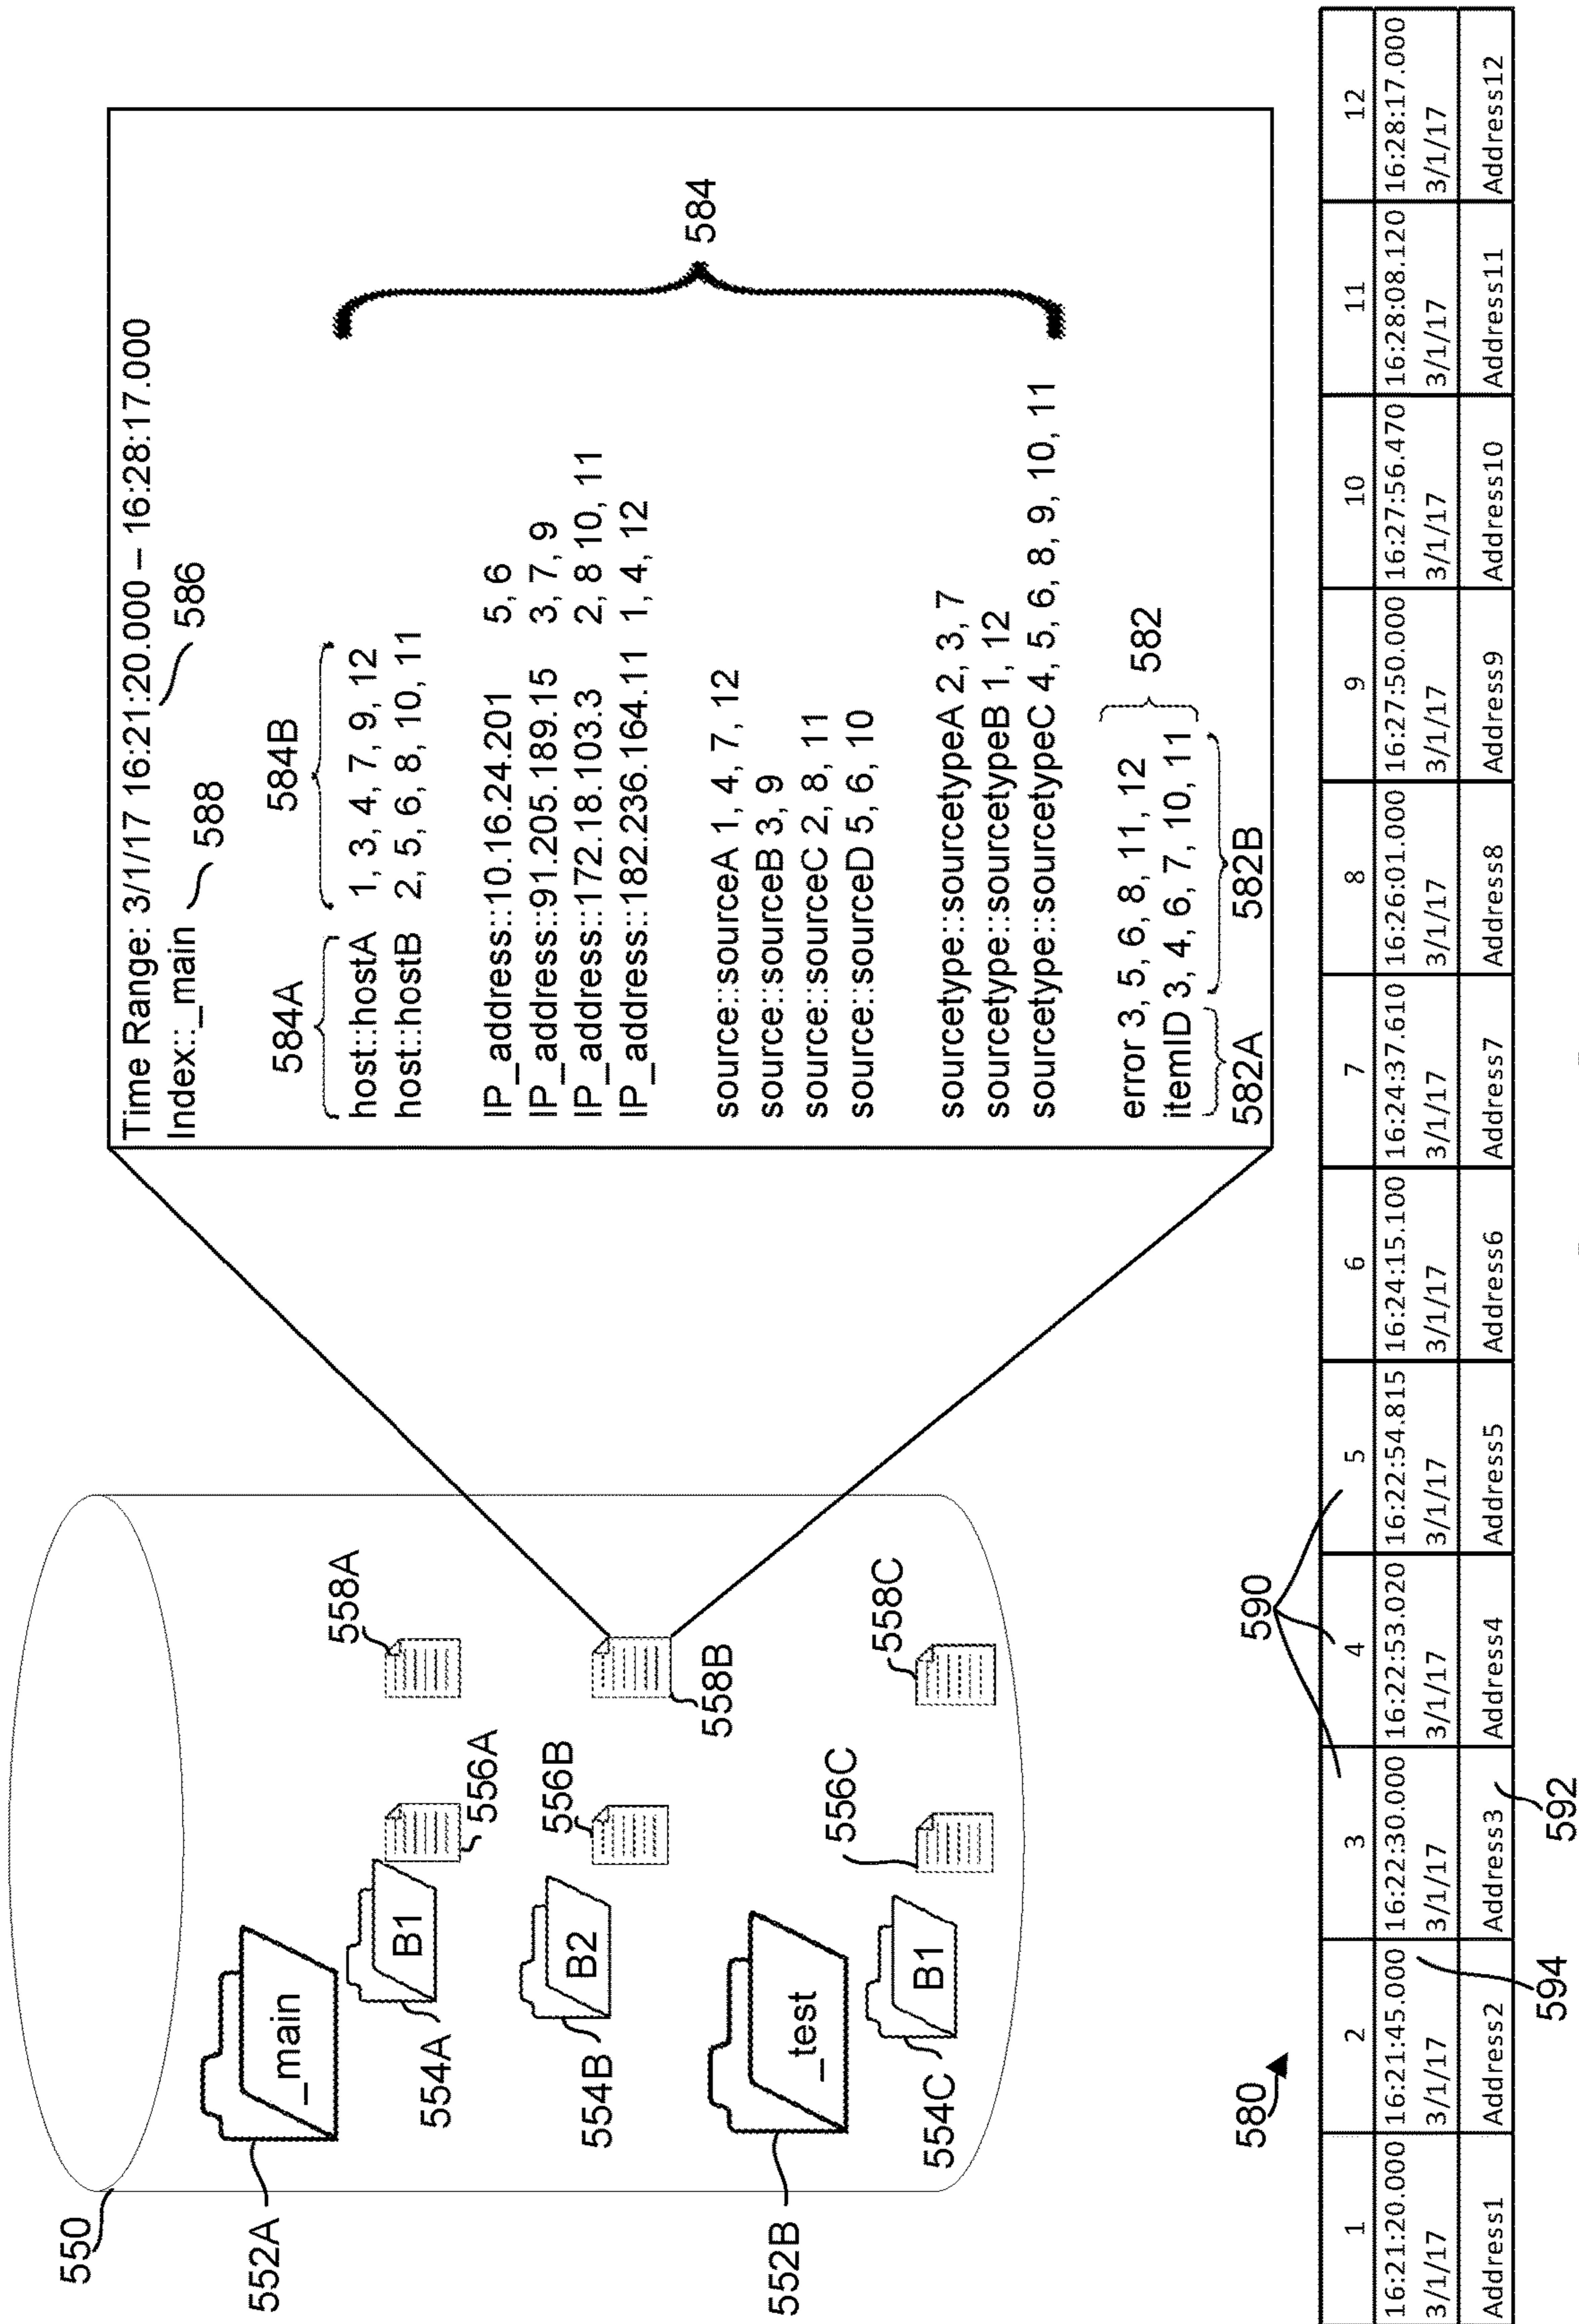 550
552A
_main
554A
B1
556A
558A
554B
B2
556B
558B
552B
_test
554C
B1
556C
558C
Time Range: 3/1/17 16:21:20.000 – 16:28:17.000
586
Index::_main
588
584A
584B
host::hostA 1, 3, 4, 7, 9, 12
host::hostB 2, 5, 6, 8, 10, 11
IP_address::10.16.24.201 5, 6
IP_address::91.205.189.15 3, 7, 9
IP_address::172.18.103.3 2, 8 10, 11
IP_address::182.236.164.11 1, 4, 12
584
source::sourceA 1, 4, 7, 12
source::sourceB 3, 9
source::sourceC 2, 8, 11
source::sourceD 5, 6, 10
sourcetype::sourcetypeA 2, 3, 7
sourcetype::sourcetypeB 1, 12
sourcetype::sourcetypeC 4, 5, 6, 8, 9, 10, 11
error 3, 5, 6, 8, 11, 12
itemID 3, 4, 6, 7, 10, 11
582
582A
582B
580
590
1 2 3 4 5 6 7 8 9 10 11 12
16:21:20.000 16:21:45.000 16:22:30.000 16:22:53.020 16:22:54.815 16:24:15.100 16:24:37.610 16:26:01.000 16:27:50.000 16:27:56.470 16:28:08.120 16:28:17.000
3/1/17 3/1/17 3/1/17 3/1/17 3/1/17 3/1/17 3/1/17 3/1/17 3/1/17 3/1/17 3/1/17 3/1/17
Address1 Address2 Address3 Address4 Address5 Address6 Address7 Address8 Address9 Address10 Address11 Address12
594
592